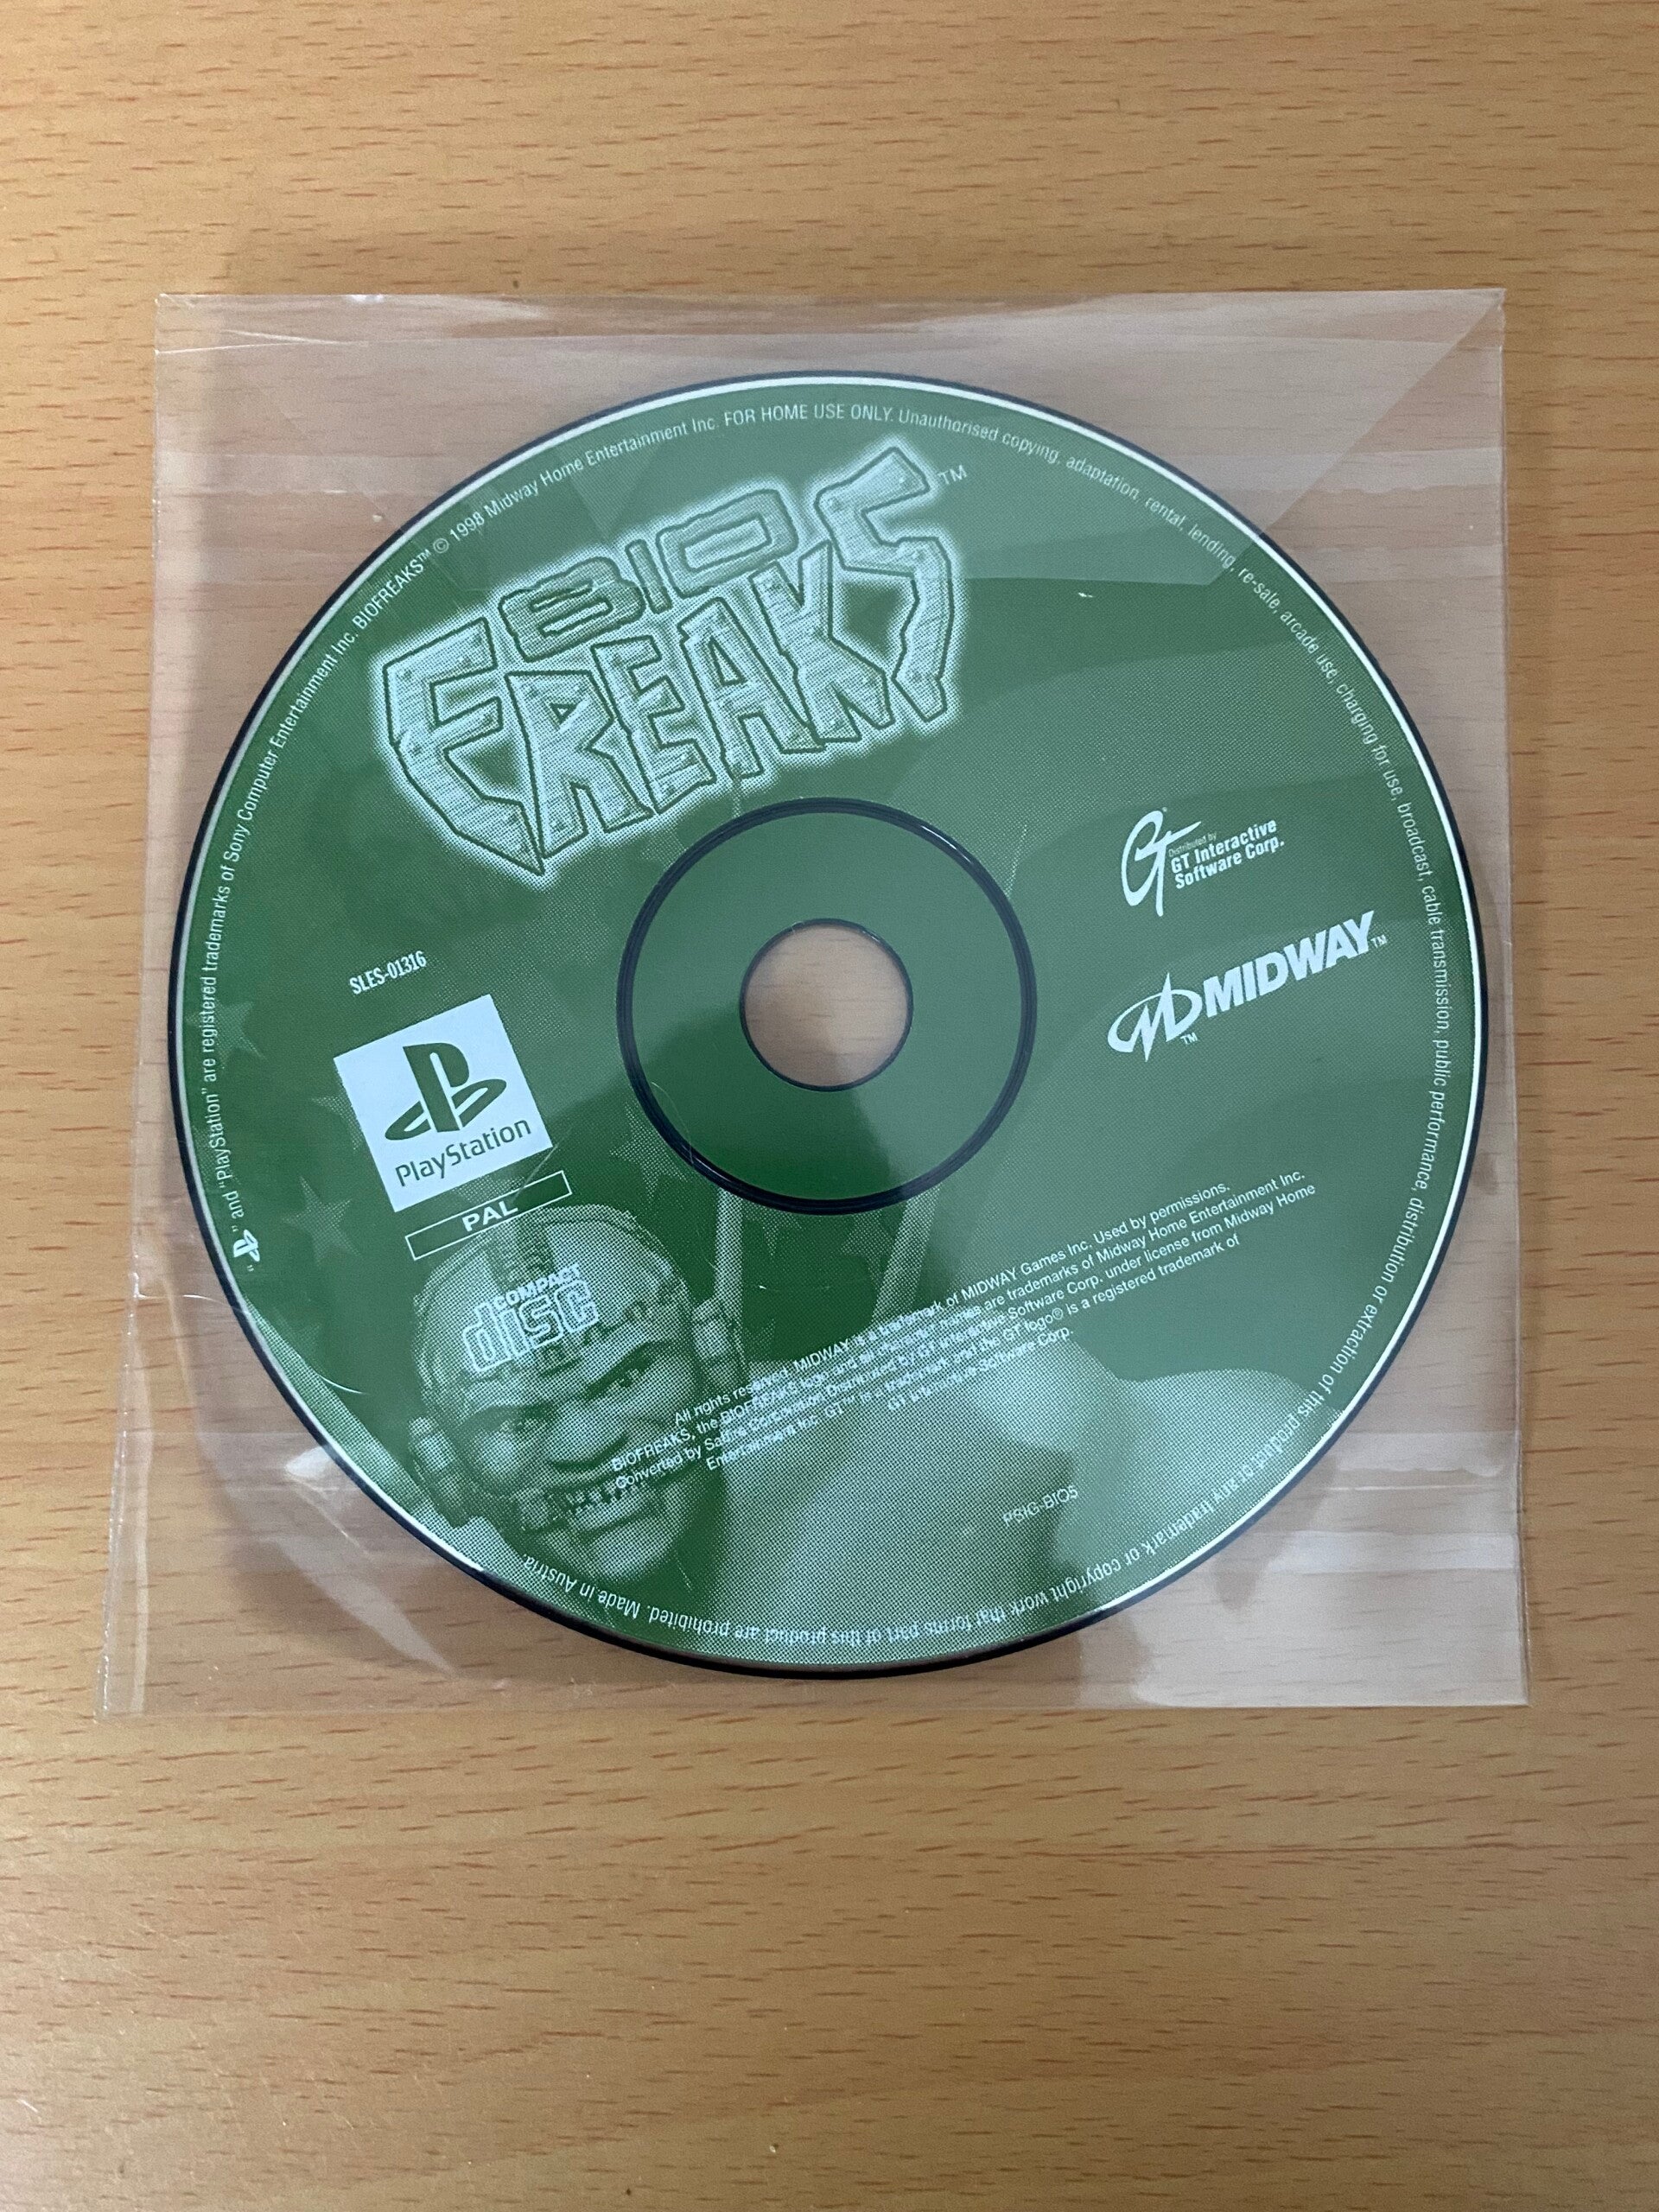 " and "PlayStation" are registered trademarks of Sony Computer Entertainment Inc. BIOFREAKS™ © 1998 Midway Home Entertainment Inc. FOR HOME USE ONLY. Unauthorised copying, adaptation, rental, lending, re-sale, arcade use, charging for use, broadcast, cable transmission, public performance, distribution or extraction of this product or any trademark or copyright work that forms part of this product are prohibited. Made in Austria
BIO
FREAKS™
Distributed by
GT Interactive
Software Corp.
GT
MIDWAY™
™
SLES-01316
PlayStation
PAL
COMPACT
disc
All rights reserved. MIDWAY is a trademark of MIDWAY Games Inc. Used by permissions.
BIOFREAKS, the BIOFREAKS logo and all character names are trademarks of Midway Home Entertainment Inc.
Converted by Saffire Corporation Distributed by GT Interactive Software Corp. under license from Midway Home
Entertainment Inc. GT™ is a trademark and the GT logo® is a registered trademark of
GT Interactive Software Corp.
PSIG-BIO5